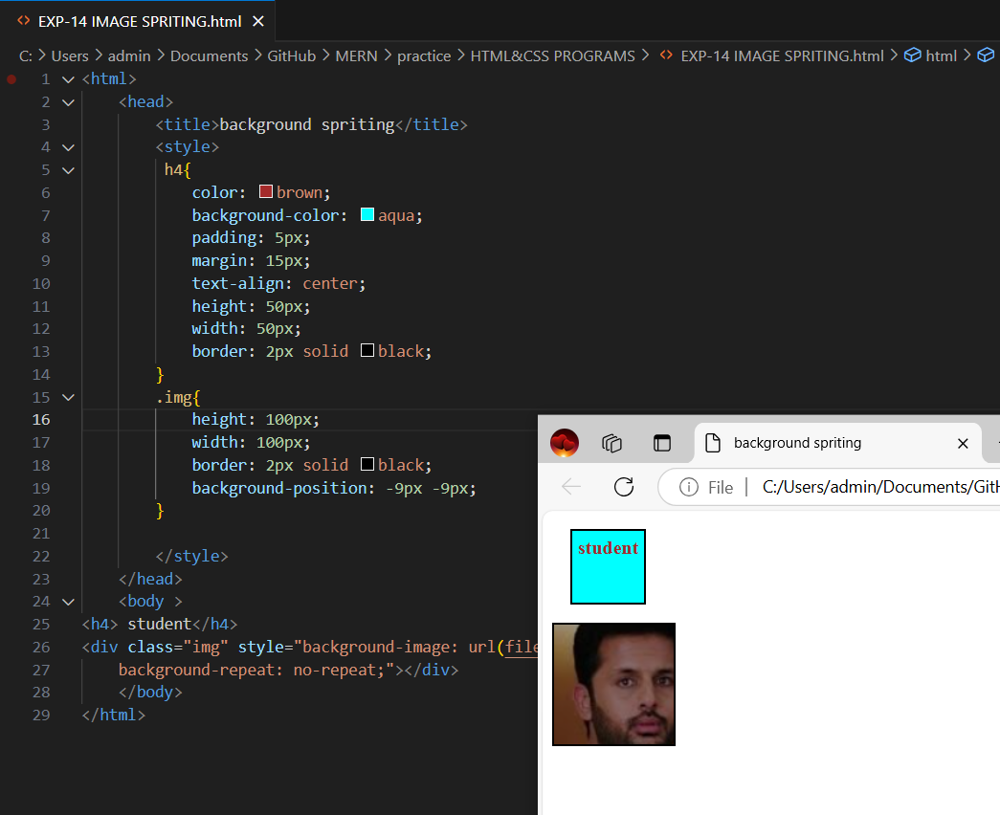 EXP-14 IMAGE SPRITING.html
C: > Users > admin > Documents > GitHub > MERN > practice > HTML&CSS PROGRAMS > EXP-14 IMAGE SPRITING.html > html >
1 <html>
2 <head>
3 <title>background spriting</title>
4 <style>
5 h4{
6 color: brown;
7 background-color: aqua;
8 padding: 5px;
9 margin: 15px;
10 text-align: center;
11 height: 50px;
12 width: 50px;
13 border: 2px solid black;
14 }
15 .img{
16 height: 100px;
17 width: 100px;
18 border: 2px solid black;
19 background-position: -9px -9px;
20 }
21
22 </style>
23 </head>
24 <body >
25 <h4> student</h4>
26 <div class="img" style="background-image: url(file
27 background-repeat: no-repeat;"></div>
28 </body>
29 </html>
background spriting
File | C:/Users/admin/Documents/GitH
student